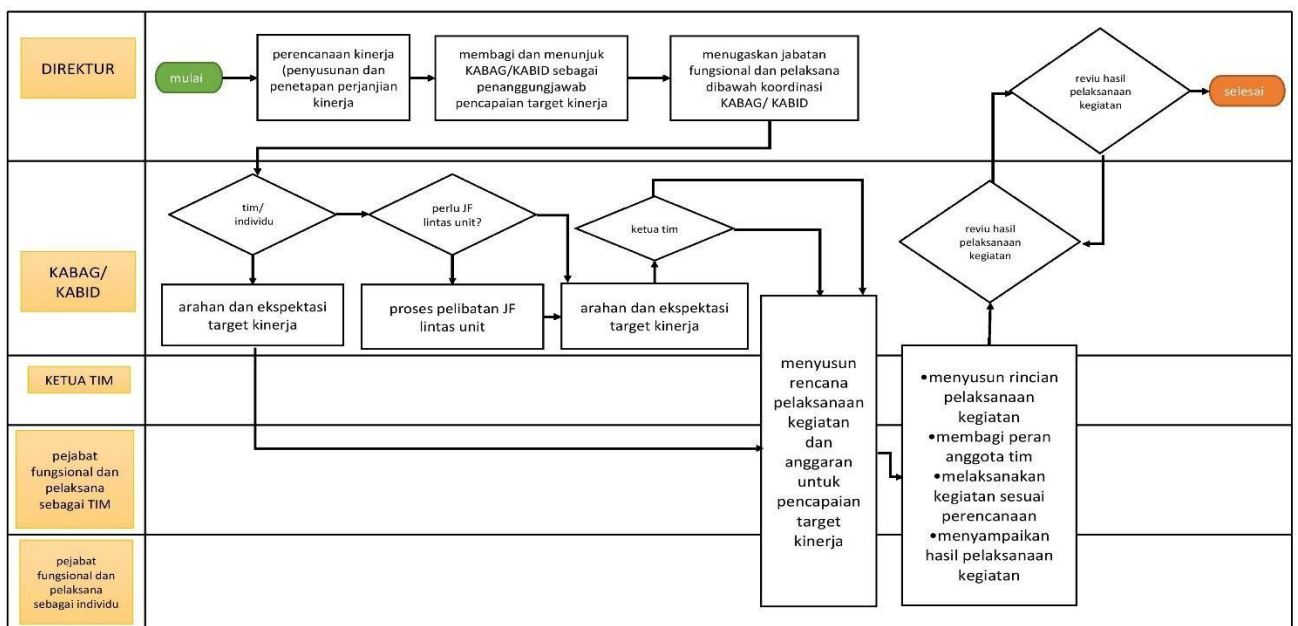 DIREKTUR
mulai
perencanaan kinerja
(penyusunan dan
penetapan perjanjian
kinerja
membagi dan menunjuk
KABAG/KABID sebagai
penanggungjawab
pencapaian target kinerja
menugaskan jabatan
fungsional dan pelaksana
dibawah koordinasi
KABAG/ KABID
reviu hasil
pelaksanaan
kegiatan
selesai
KABAG/
KABID
tim/
individu
perlu JF
lintas unit?
ketua tim
reviu hasil
pelaksanaan
kegiatan
arahan dan ekspektasi
target kinerja
proses pelibatan JF
lintas unit
arahan dan ekspektasi
target kinerja
KETUA TIM
pejabat
fungsional dan
pelaksana
sebagai TIM
pejabat
fungsional dan
pelaksana
sebagai individu
menyusun
rencana
pelaksanaan
kegiatan
dan
anggaran
untuk
pencapaian
target
kinerja
•menyusun rincian
pelaksanaan
kegiatan
•membagi peran
anggota tim
•melaksanakan
kegiatan sesuai
perencanaan
•menyampaikan
hasil pelaksanaan
kegiatan